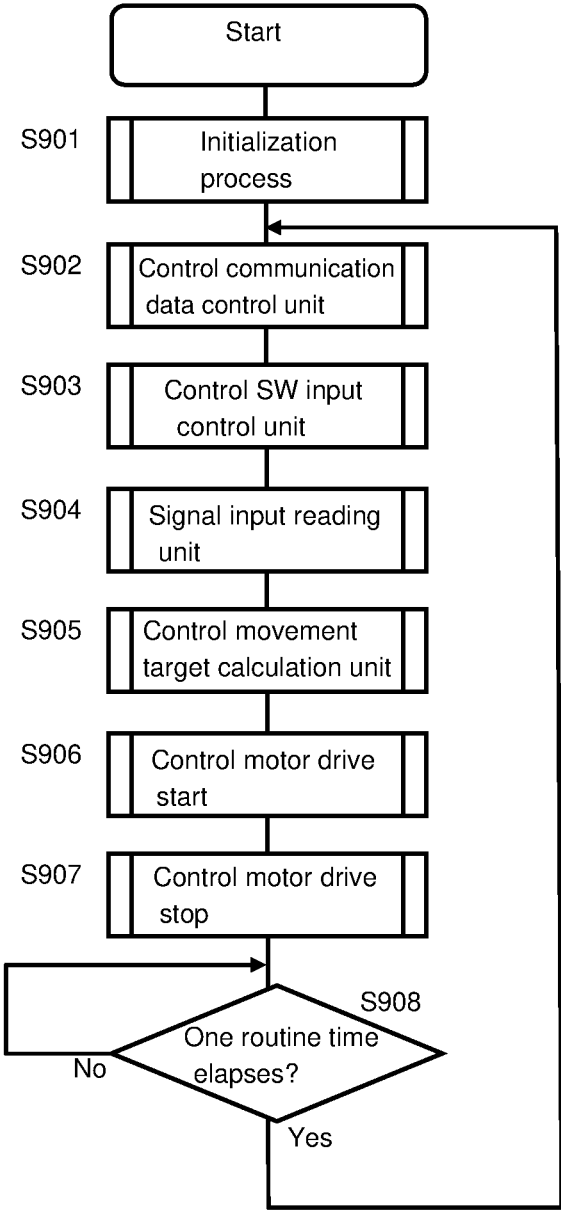 Start
S901
Initialization
process
S902
Control communication
data control unit
S903
Control SW input
control unit
S904
Signal input reading
unit
S905
Control movement
target calculation unit
S906
Control motor drive
start
S907
Control motor drive
stop
S908
One routine time
elapses?
No
Yes